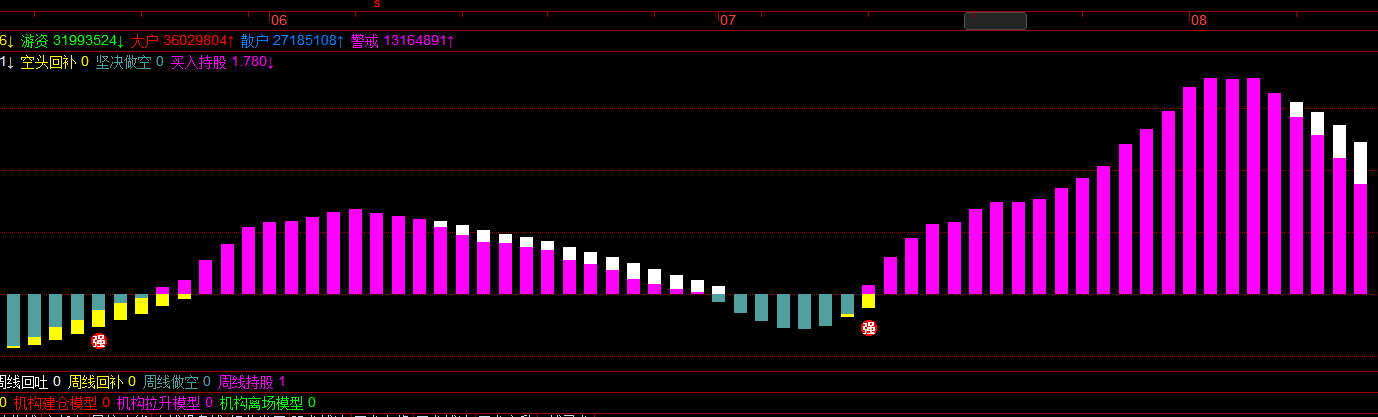 s
06 07 08
6↓ 游资 31993524↓ 大户 36029804↑ 散户 27185108↑ 警戒 13164891↑
1↓ 空头回补 0 坚决做空 0 买入持股 1.780↓
强
强
周线回吐 0 周线回补 0 周线做空 0 周线持股 1
0 机构建仓模型 0 机构拉升模型 0 机构离场模型 0